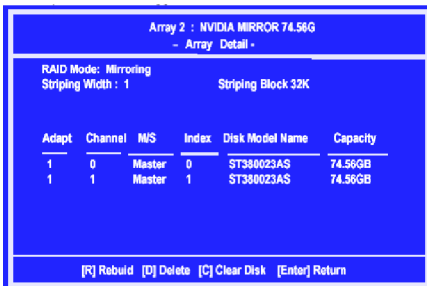 Array 2 : NVIDIA MIRROR 74.56G
- Array Detail -
RAID Mode: Mirroring
Striping Width : 1 Striping Block 32K
Adapt Channel M/S Index Disk Model Name Capacity
1 0 Master 0 ST380023AS 74.56GB
1 1 Master 1 ST380023AS 74.56GB
[R] Rebuid [D] Delete [C] Clear Disk [Enter] Return